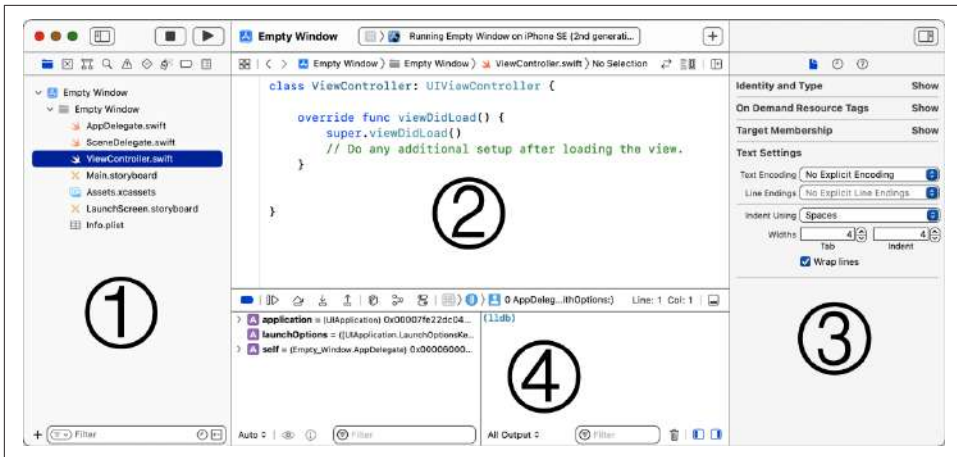 Empty Window
Running Empty Window on iPhone SE (2nd generati...
Empty Window
Empty Window
ViewController.swift
No Selection
Empty Window
Empty Window
AppDelegate.swift
SceneDelegate.swift
ViewController.swift
Main.storyboard
Assets.xcassets
LaunchScreen.storyboard
Info.plist
①
+ Filter
class ViewController: UIViewController {
override func viewDidLoad() {
super.viewDidLoad()
// Do any additional setup after loading the view.
}
}
②
0 AppDeleg...ithOptions:)
Line: 1 Col: 1
A application = (UIApplication) 0x00007fe22dc04...
A launchOptions = ([UIApplication.LaunchOptionsKe...
A self = (Empty_Window.AppDelegate) 0x00006000...
Auto
Filter
(lldb)
④
All Output
Filter
Identity and Type Show
On Demand Resource Tags Show
Target Membership Show
Text Settings
Text Encoding No Explicit Encoding
Line Endings No Explicit Line Endings
Indent Using Spaces
Widths 4 4
Tab Indent
Wrap lines
③